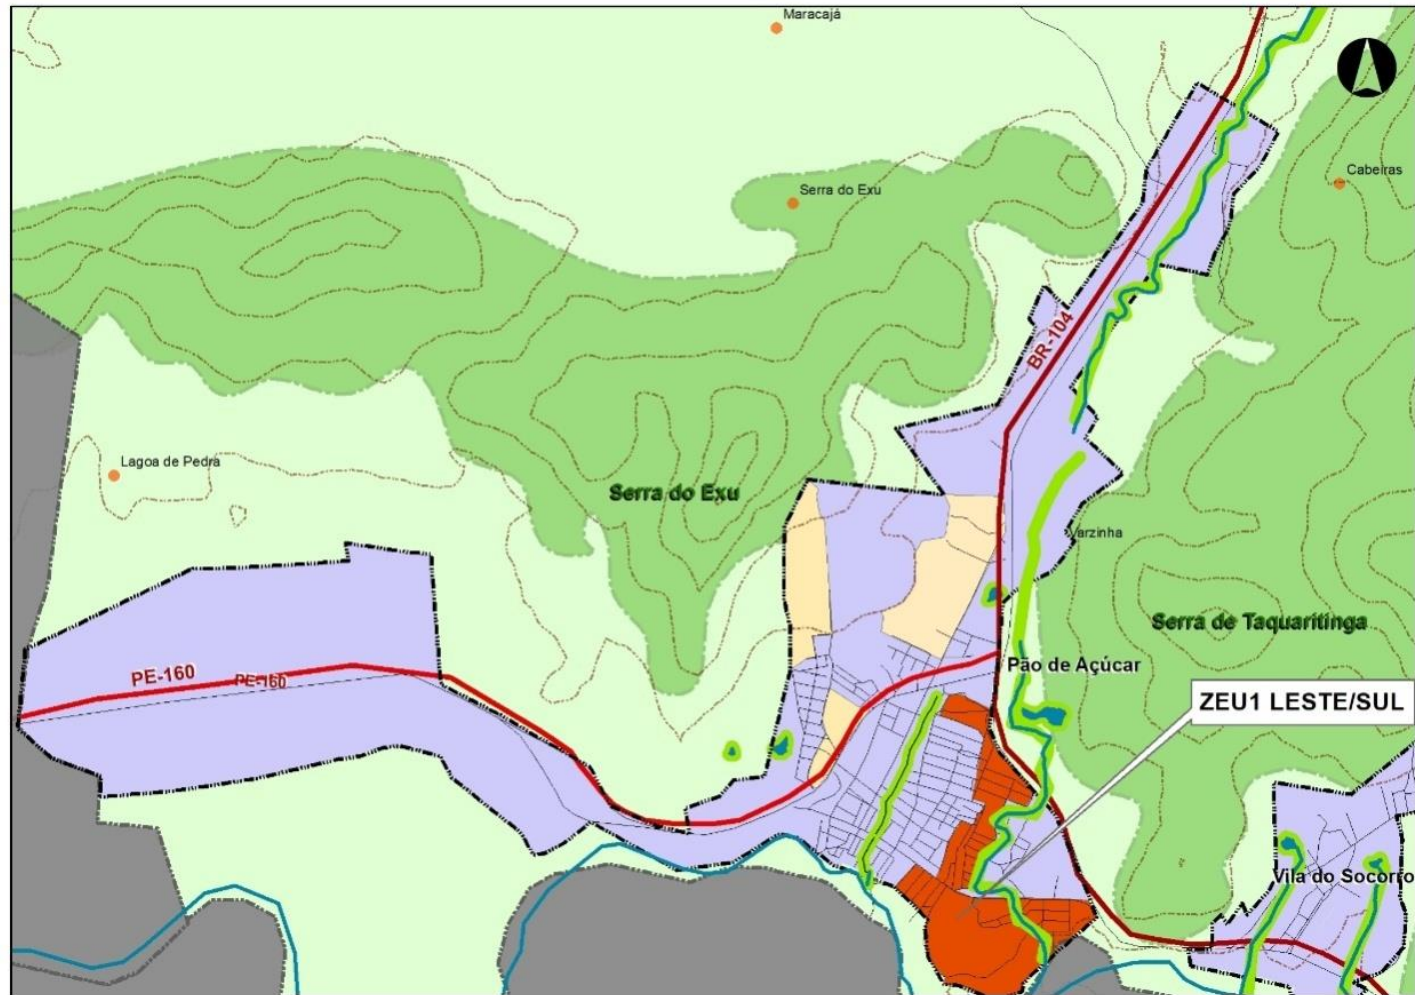 Maracajá
Cabeiras
Serra do Exu
BR-104
Lagoa de Pedra
Serra do Exu
Varzinha
Serra de Taquaritinga
Pão de Açúcar
PE-160
PE-160
ZEU1 LESTE/SUL
Vila do Socorro